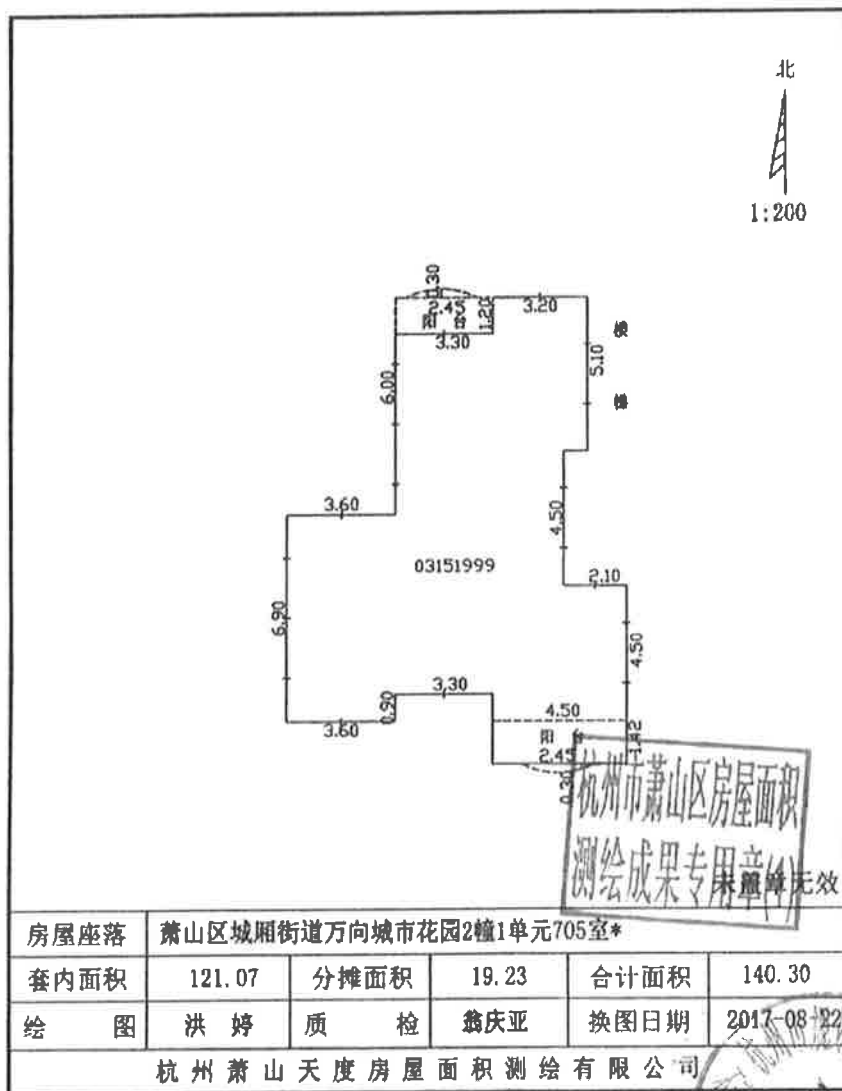 北
1:200
0.30
2.45
阳台
1.20
3.20
3.30
楼梯
5.10
6.00
3.60
4.50
03151999
2.10
6.90
4.50
3.30
0.90
4.50
3.60
阳
1.42
2.45
0.30
杭州市萧山区房屋面积
测绘成果专用章(4)
未盖章无效
房屋座落 萧山区城厢街道万向城市花园2幢1单元705室*
套内面积 121.07 分摊面积 19.23 合计面积 140.30
绘图 洪婷 质检 翁庆亚 换图日期 2017-08-22
杭州萧山天度房屋面积测绘有限公司